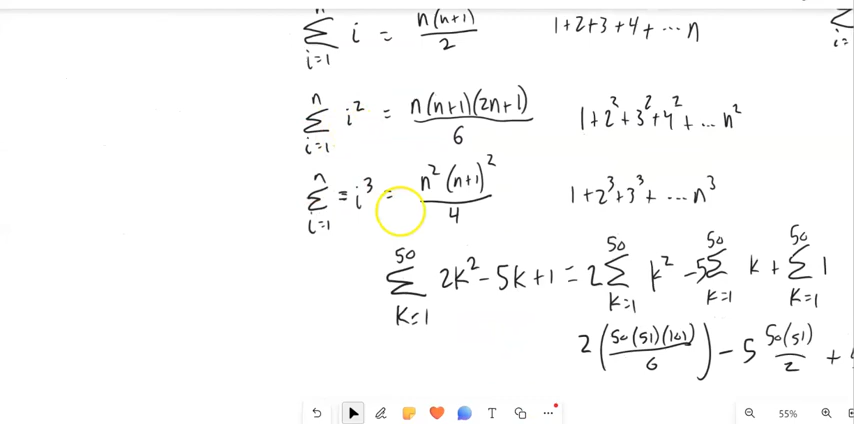 n∑i=1 i = n(n+1)/2    1+2+3+4+ ⋯ n    ∑i=
n∑i=1 i² = n(n+1)(2n+1)/6    1+2²+3²+4²+ ⋯ n²
n∑i=1 = i³ = n²(n+1)²/4    1+2³+3³+ ⋯ n³
50∑k=1 2k² - 5k + 1 = 2 50∑k=1 k² - 5 50∑k=1 k + 50∑k=1 1
2(50(51)(101)/6) - 5 50(51)/2 +
55%